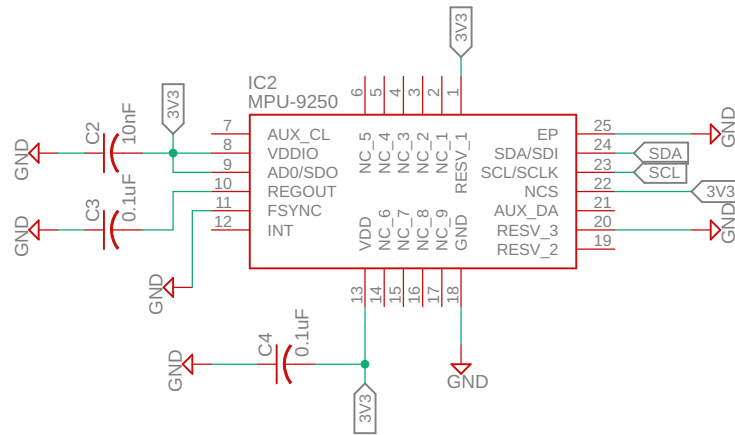 3V3
IC2
MPU-9250
6
5
4
3
2
1
3V3
NC_5
NC_4
NC_3
NC_2
NC_1
RESV_1
GND
C2
10nF
7
AUX_CL
8
VDDIO
9
AD0/SDO
10
REGOUT
11
FSYNC
12
INT
GND
C3
0.1uF
GND
EP
25
GND
SDA/SDI
24
SDA
SCL/SCLK
23
SCL
NCS
22
3V3
AUX_DA
21
RESV_3
20
GND
RESV_2
19
VDD
NC_6
NC_7
NC_8
NC_9
GND
13
14
15
16
17
18
GND
C4
0.1uF
3V3
GND